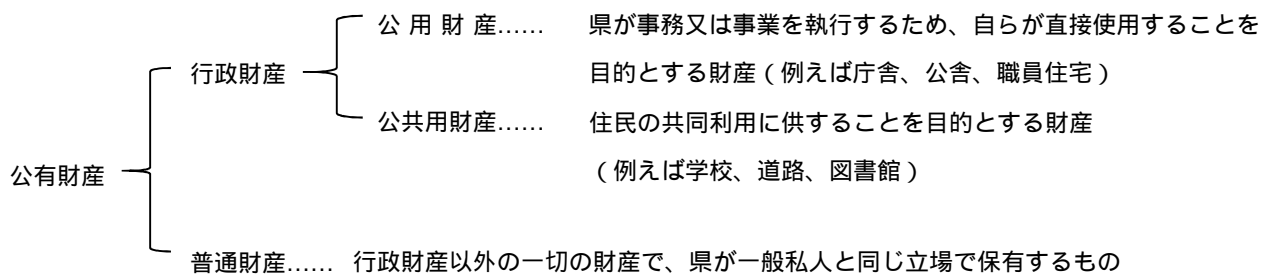 公 用 財 産…… 県が事務又は事業を執行するため、自らが直接使用することを
行政財産 目的とする財産（例えば庁舎、公舎、職員住宅）
公共用財産…… 住民の共同利用に供することを目的とする財産
公有財産 （例えば学校、道路、図書館）
普通財産…… 行政財産以外の一切の財産で、県が一般私人と同じ立場で保有するもの